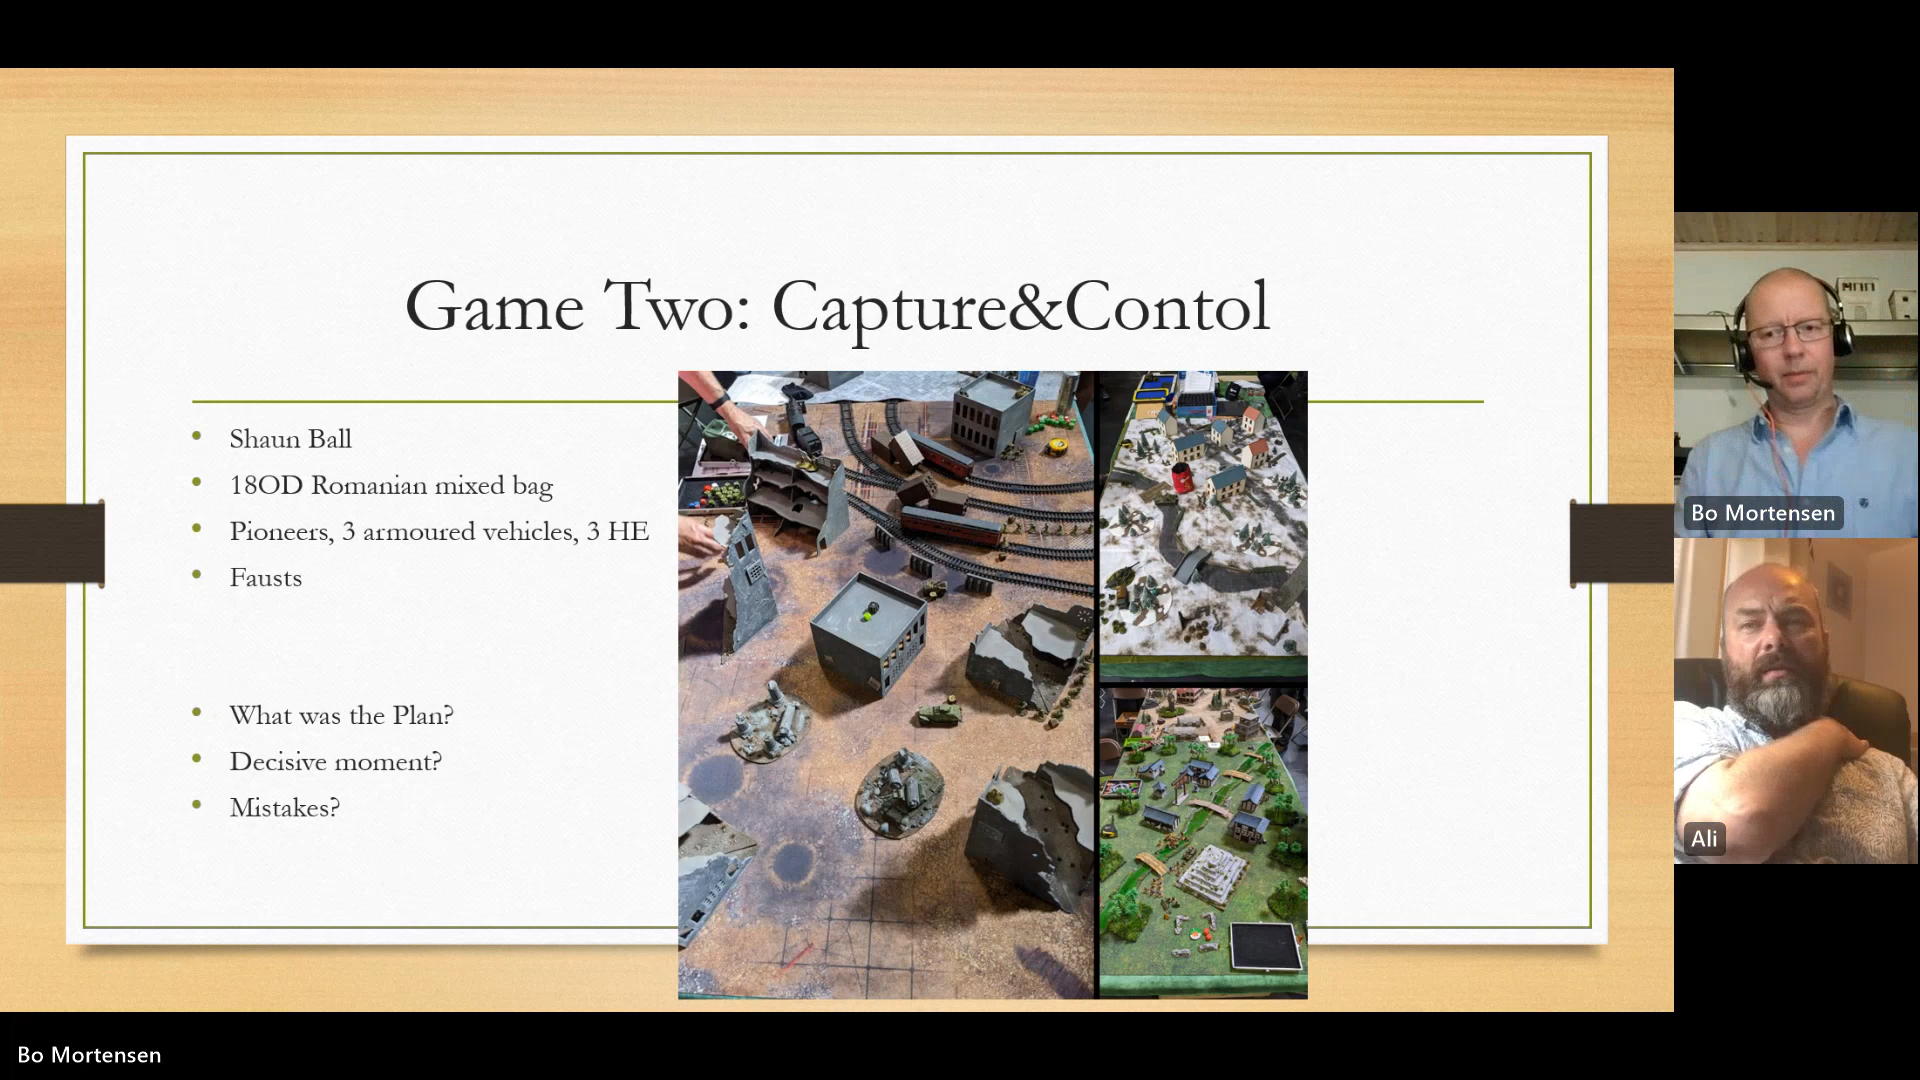 Game Two: Capture&Contol
Shaun Ball
18OD Romanian mixed bag
Pioneers, 3 armoured vehicles, 3 HE
Fausts
What was the Plan?
Decisive moment?
Mistakes?
Bo Mortensen
Ali
Bo Mortensen